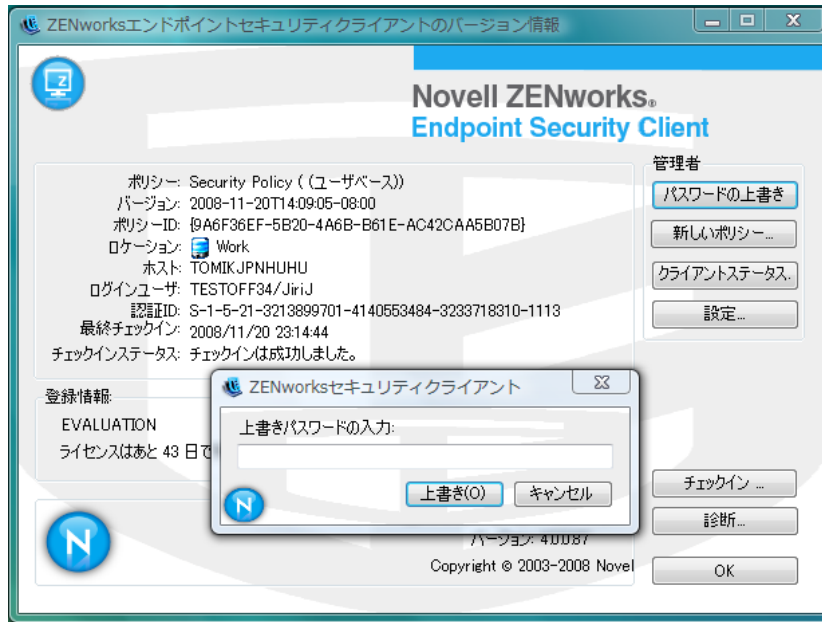 ZENworksエンドポイントセキュリティクライアントのバージョン情報
Novell ZENworks®
Endpoint Security Client
ポリシー: Security Policy ( (ユーザベース))
バージョン: 2008-11-20T14:09:05-08:00
ポリシーID: {9A6F36EF-5B20-4A6B-B61E-AC42CAA5B07B}
ロケーション: Work
ホスト: TOMIKJPNHUHU
ログインユーザ: TESTOFF34/JiriJ
認証ID: S-1-5-21-3213899701-4140553484-3233718310-1113
最終チェックイン: 2008/11/20 23:14:44
チェックインステータス: チェックインは成功しました。
管理者
パスワードの上書き
新しいポリシー...
クライアントステータス.
設定...
登録情報:
EVALUATION
ライセンスはあと 43 日で
ZENworksセキュリティクライアント
上書きパスワードの入力:
上書き(O)
キャンセル
N
チェックイン ...
診断...
N
バージョン: 4.0.0.87
Copyright © 2003-2008 Novel
OK